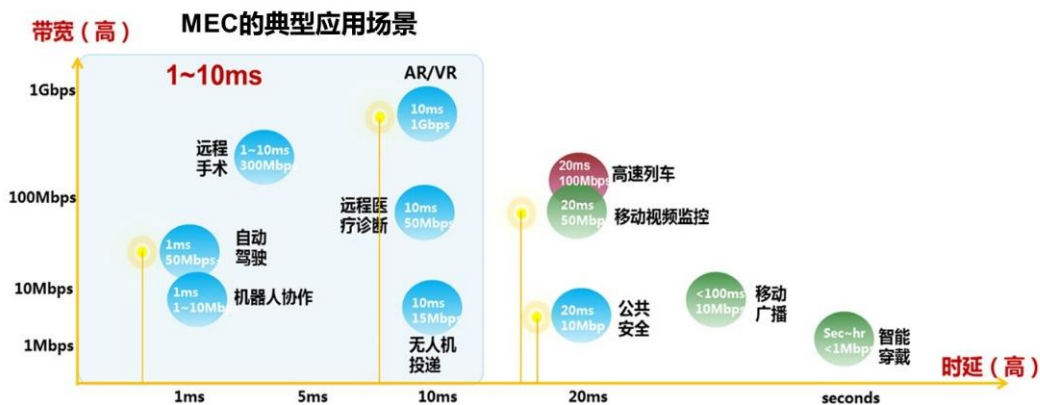 MEC的典型应用场景
带宽（高）
1~10ms
1Gbps
100Mbps
10Mbps
1Mbps
AR/VR
10ms
1Gbps
远程
手术
1~10ms
300Mbps
远程医
疗诊断
10ms
50Mbps
自动
驾驶
1ms
50Mbps
机器人协作
1ms
1~10Mbp
10ms
15Mbps
无人机
投递
20ms
100Mbps
高速列车
20ms
50Mbps
移动视频监控
20ms
10Mbp
公共
安全
<100ms
10Mbps
移动
广播
Sec~hr
<1Mbps
智能
穿戴
时延（高）
1ms
5ms
10ms
20ms
seconds